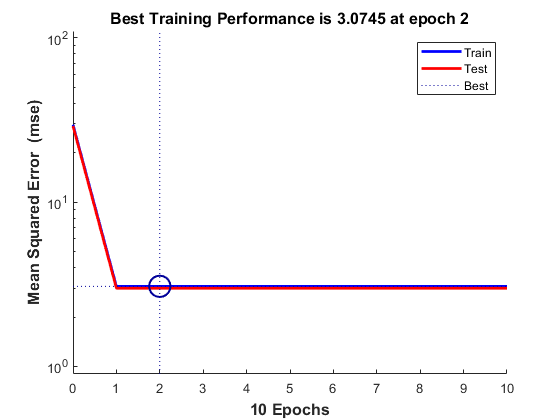 Best Training Performance is 3.0745 at epoch 2
Train
Test
Best
Mean Squared Error (mse)
10²
10¹
10⁰
0 1 2 3 4 5 6 7 8 9 10
10 Epochs